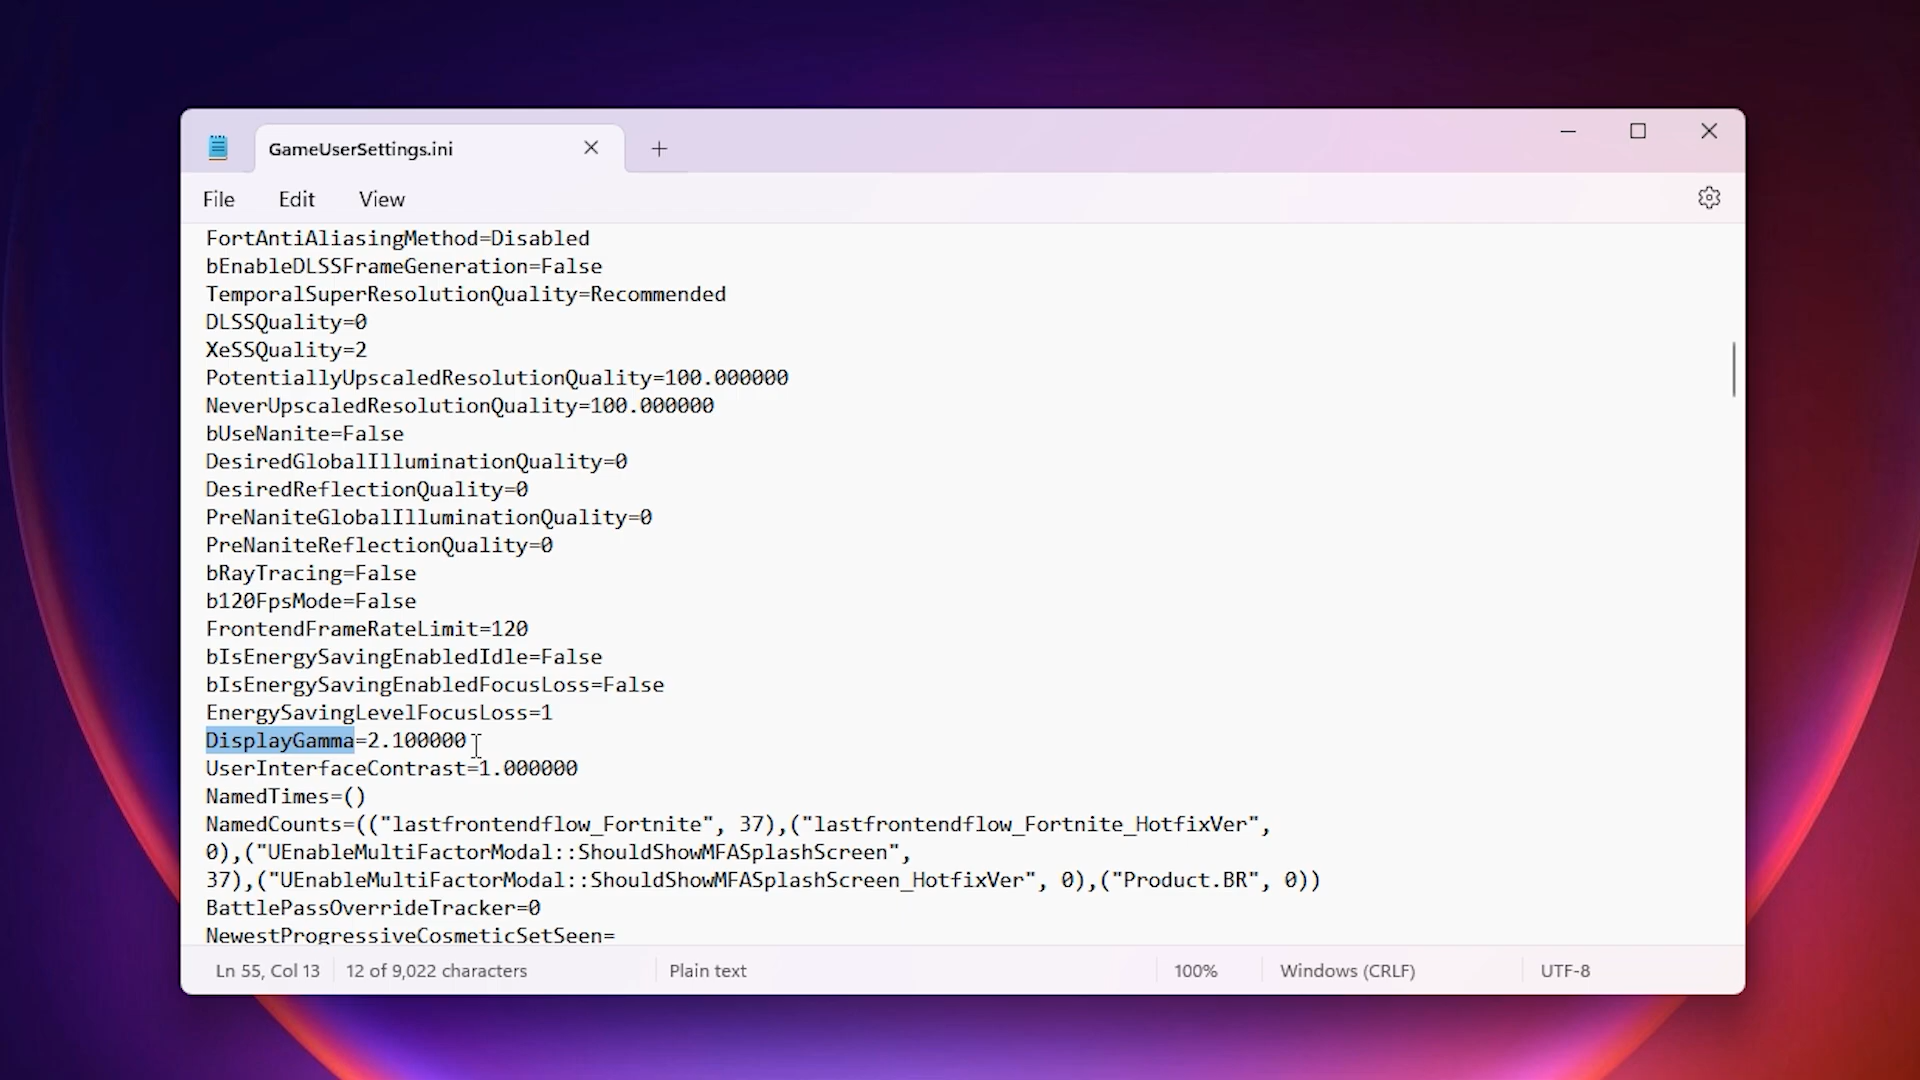 GameUserSettings.ini
File Edit View
FortAntiAliasingMethod=Disabled
bEnableDLSSFrameGeneration=False
TemporalSuperResolutionQuality=Recommended
DLSSQuality=0
XeSSQuality=2
PotentiallyUpscaledResolutionQuality=100.000000
NeverUpscaledResolutionQuality=100.000000
bUseNanite=False
DesiredGlobalIlluminationQuality=0
DesiredReflectionQuality=0
PreNaniteGlobalIlluminationQuality=0
PreNaniteReflectionQuality=0
bRayTracing=False
b120FpsMode=False
FrontendFrameRateLimit=120
bIsEnergySavingEnabledIdle=False
bIsEnergySavingEnabledFocusLoss=False
EnergySavingLevelFocusLoss=1
DisplayGamma=2.100000
UserInterfaceContrast=1.000000
NamedTimes=()
NamedCounts=(("lastfrontendflow_Fortnite", 37),("lastfrontendflow_Fortnite_HotfixVer",
0),("UEnableMultiFactorModal::ShouldShowMFASplashScreen",
37),("UEnableMultiFactorModal::ShouldShowMFASplashScreen_HotfixVer", 0),("Product.BR", 0))
BattlePassOverrideTracker=0
NewestProgressiveCosmeticSetSeen=
Ln 55, Col 13 12 of 9,022 characters Plain text 100% Windows (CRLF) UTF-8